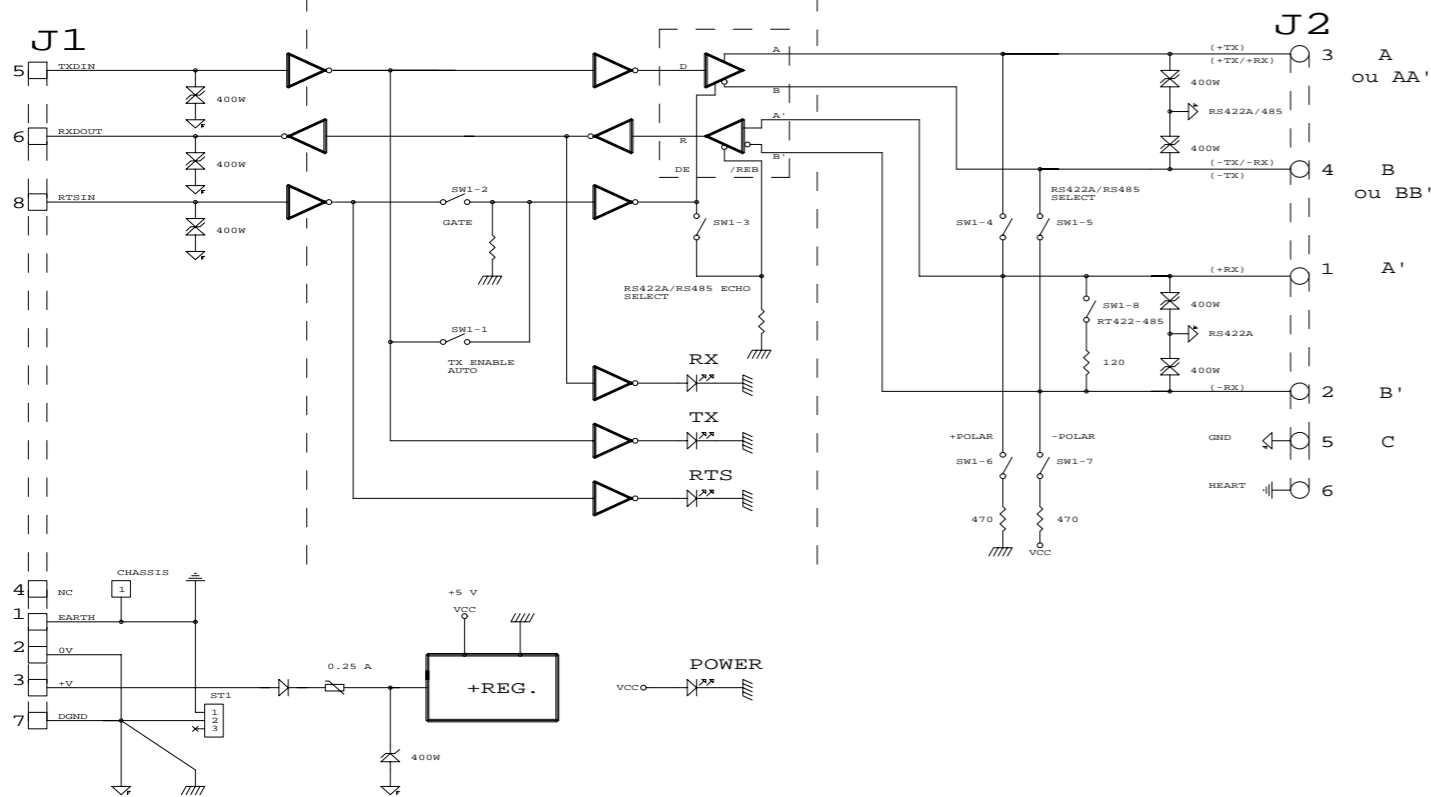 J1
J2
5
TXDIN
400W
D
A
B
(+TX)
(+TX/+RX)
3
A
ou AA'
400W
RS422A/485
400W
6
RXDOUT
400W
R
A'
B'
DE
/REB
(-TX/-RX)
(-TX)
4
B
ou BB'
8
RTSIN
400W
SW1-2
GATE
SW1-3
RS422A/RS485
SELECT
SW1-4
SW1-5
RS422A/RS485 ECHO
SELECT
(+RX)
1
A'
SW1-8
RT422-485
120
400W
RS422A
400W
SW1-1
TX ENABLE
AUTO
RX
(-RX)
2
B'
TX
+POLAR
-POLAR
GND
5
C
SW1-6
SW1-7
RTS
HEART
6
470
470
VCC
4
NC
CHASSIS
1
1
EARTH
2
0V
3
+V
7
DGND
ST1
1
2
3
0.25 A
400W
+5 V
VCC
+REG.
POWER
VCC